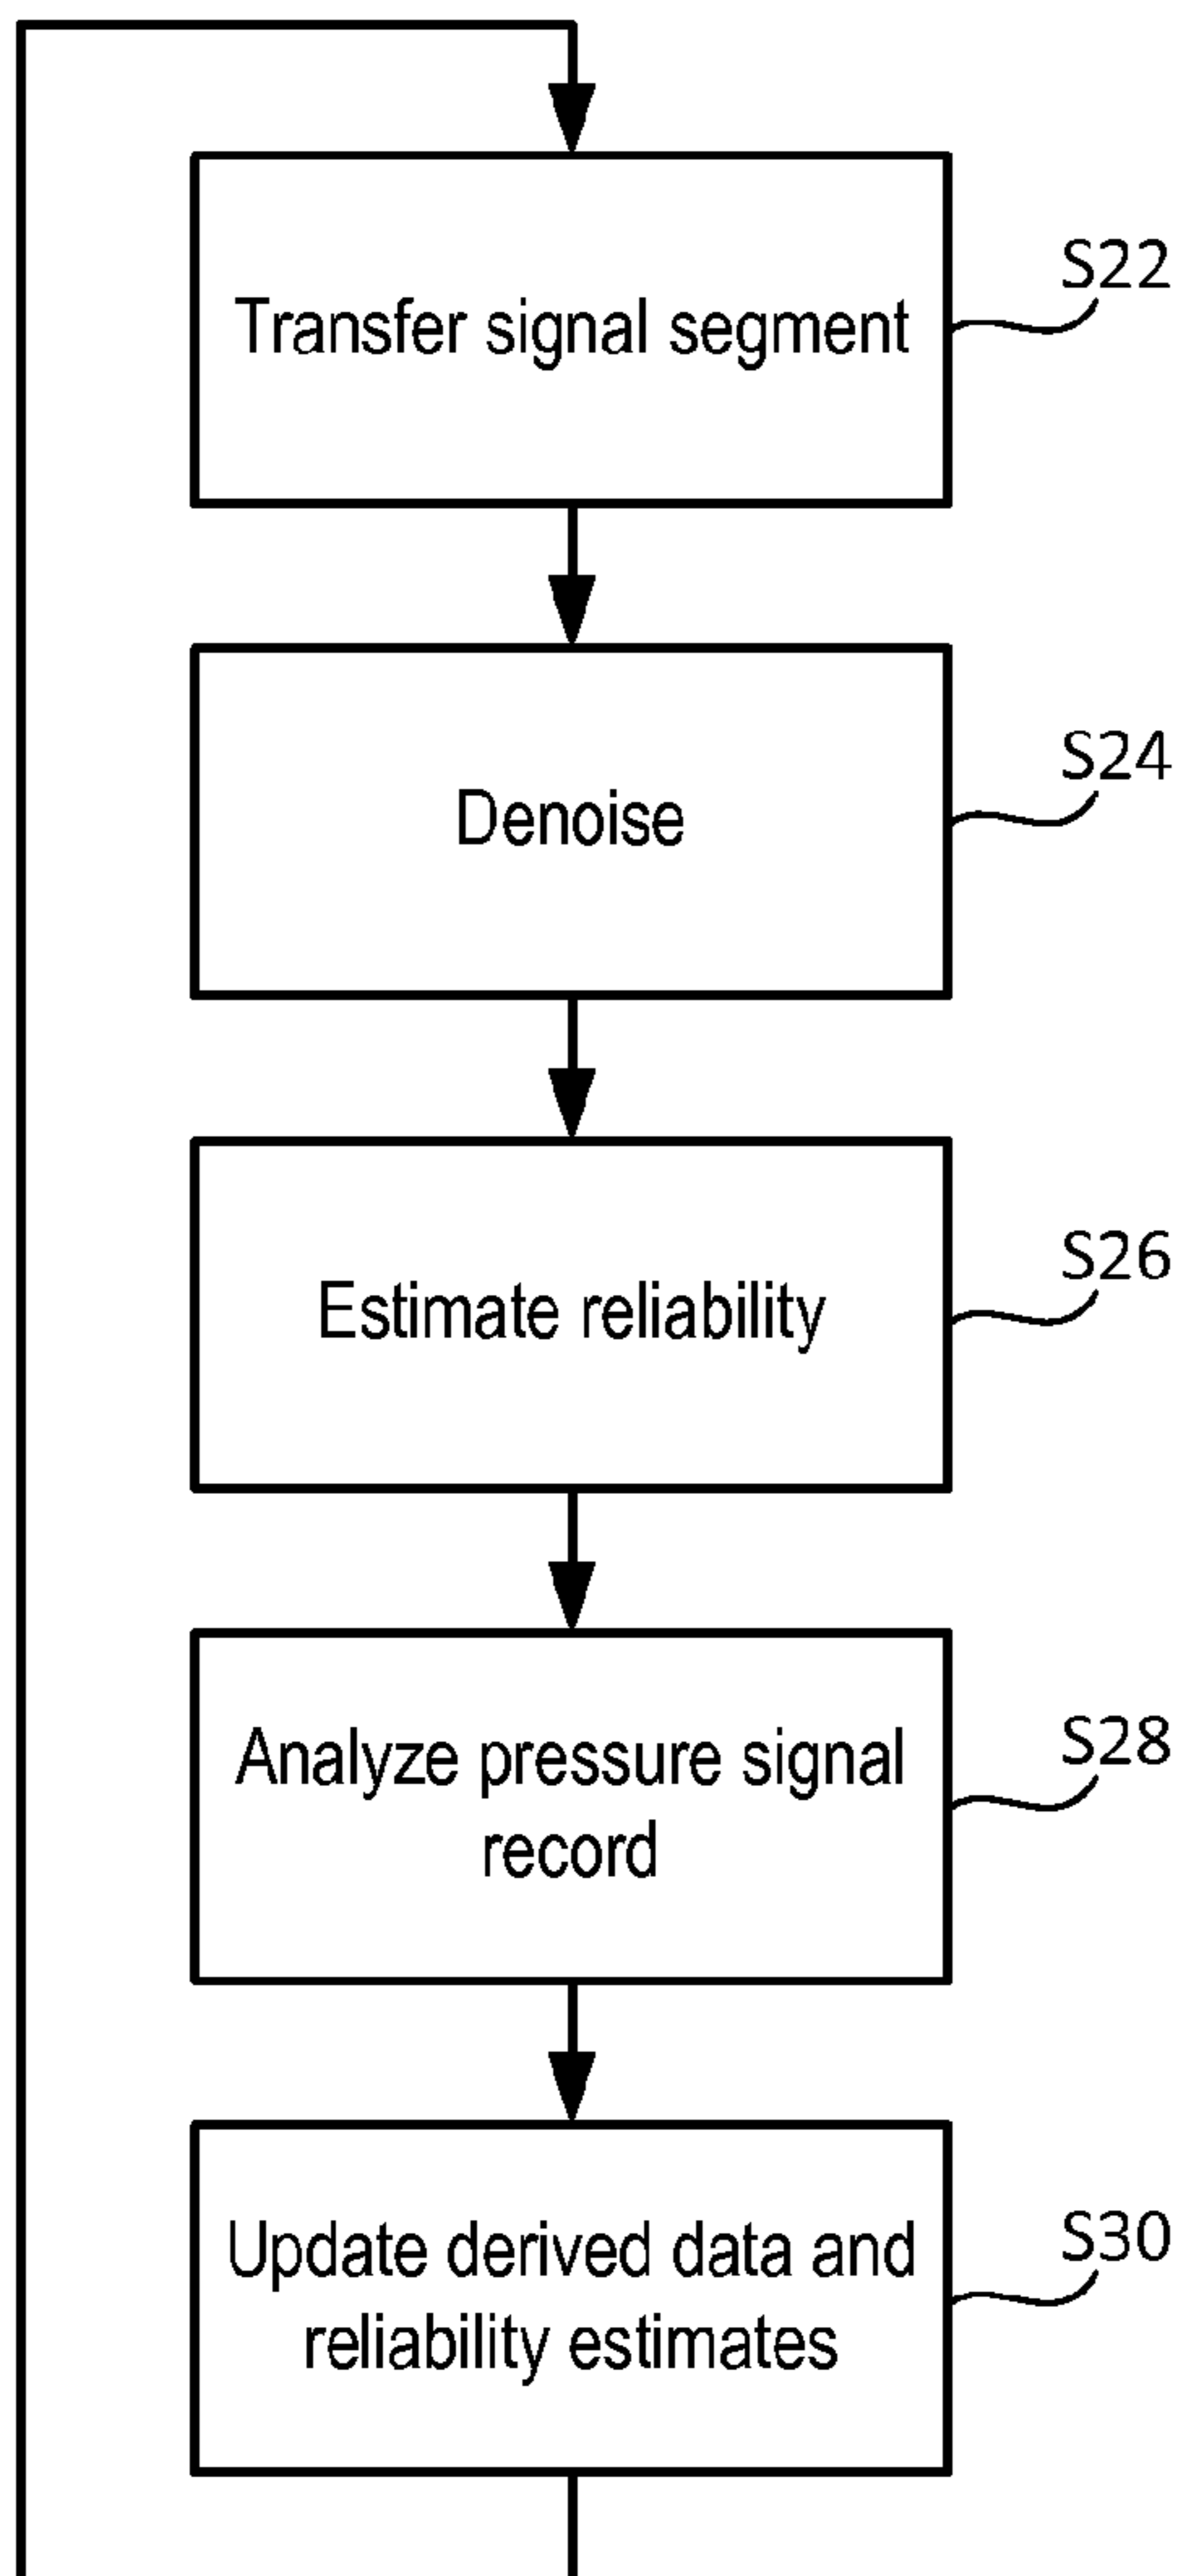 Transfer signal segment
S22
Denoise
S24
Estimate reliability
S26
Analyze pressure signal
record
S28
Update derived data and
reliability estimates
S30